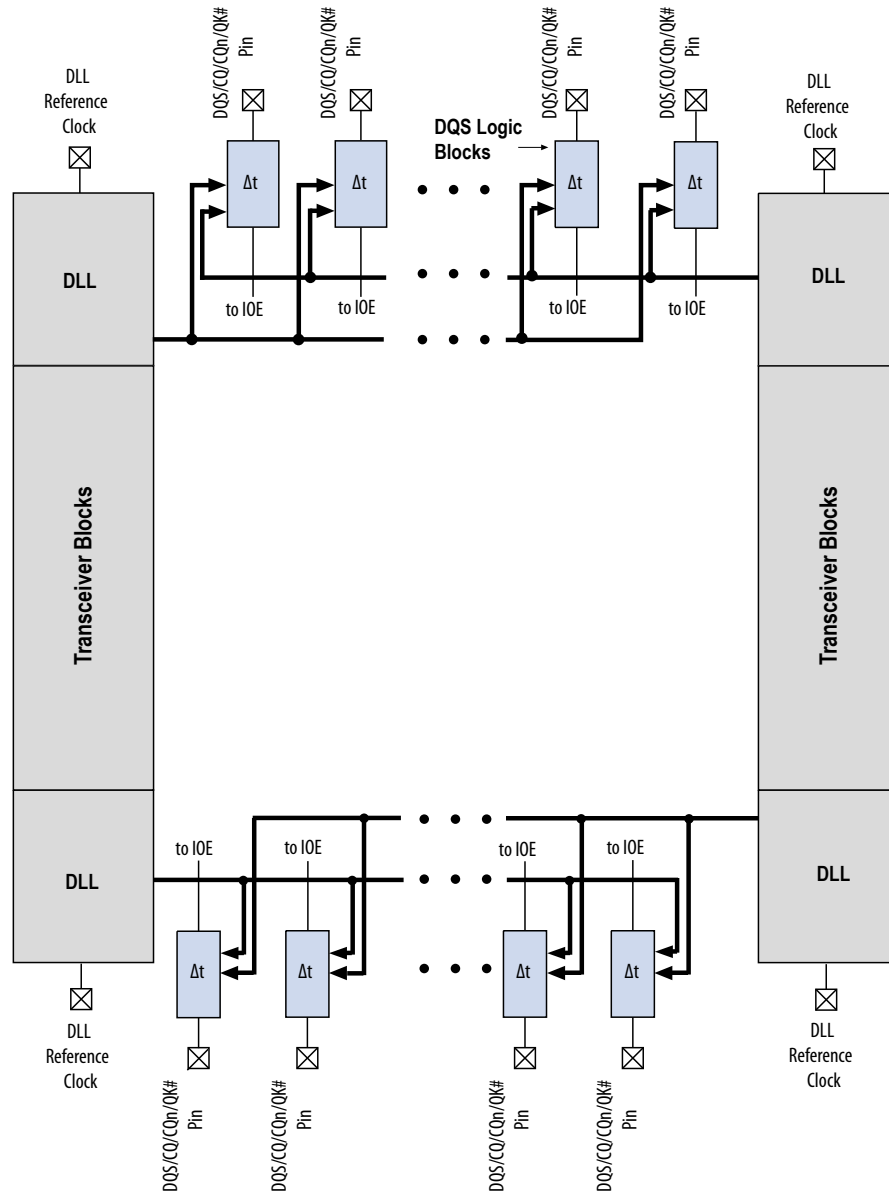 DQS/CQ/CQn/QK#
Pin
DQS/CQ/CQn/QK#
Pin
DQS/CQ/CQn/QK#
Pin
DQS/CQ/CQn/QK#
Pin
DLL
Reference
Clock
DLL
Reference
Clock
DQS Logic
Blocks
Δt
Δt
Δt
Δt
DLL
DLL
to IOE
to IOE
to IOE
to IOE
Transceiver Blocks
Transceiver Blocks
to IOE
to IOE
to IOE
to IOE
DLL
DLL
Δt
Δt
Δt
Δt
DLL
Reference
Clock
DLL
Reference
Clock
DQS/CQ/CQn/QK#
Pin
DQS/CQ/CQn/QK#
Pin
DQS/CQ/CQn/QK#
Pin
DQS/CQ/CQn/QK#
Pin